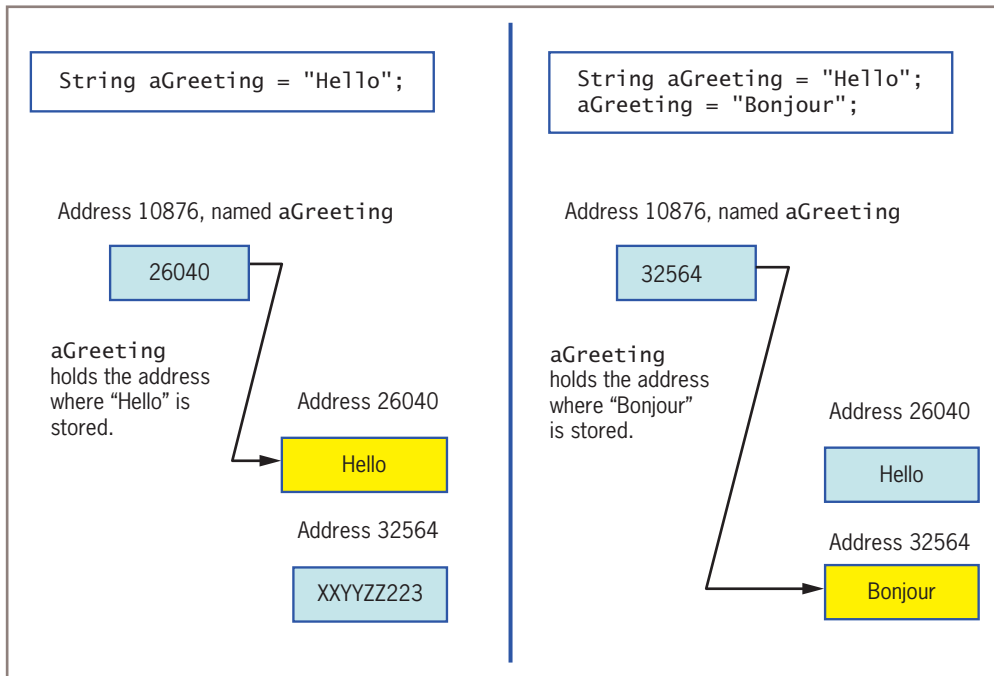 String aGreeting = "Hello";
Address 10876, named aGreeting
26040
aGreeting
holds the address
where “Hello” is
stored.
Address 26040
Hello
Address 32564
XXYYZZ223
String aGreeting = "Hello";
aGreeting = "Bonjour";
Address 10876, named aGreeting
32564
aGreeting
holds the address
where “Bonjour”
is stored.
Address 26040
Hello
Address 32564
Bonjour